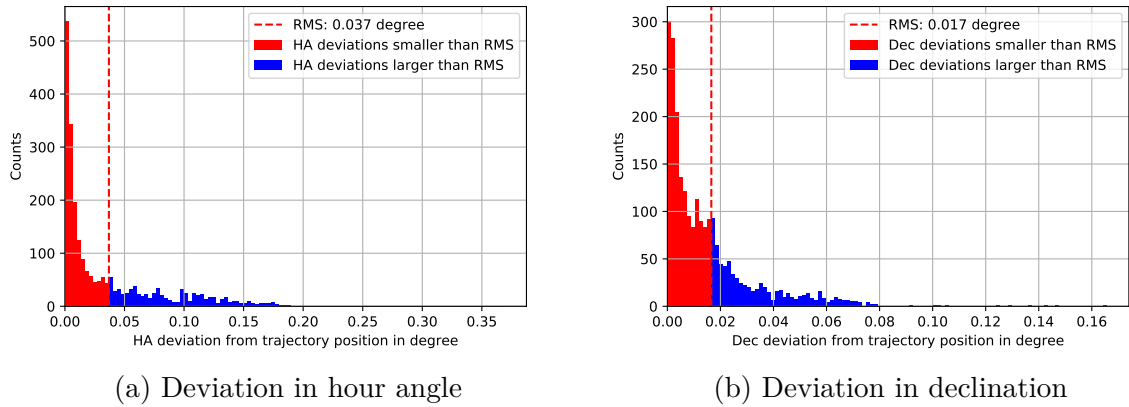 RMS: 0.037 degree
HA deviations smaller than RMS
HA deviations larger than RMS
500
400
300
200
100
0
Counts
0.00 0.05 0.10 0.15 0.20 0.25 0.30 0.35
HA deviation from trajectory position in degree
(a) Deviation in hour angle
RMS: 0.017 degree
Dec deviations smaller than RMS
Dec deviations larger than RMS
300
250
200
150
100
50
0
Counts
0.00 0.02 0.04 0.06 0.08 0.10 0.12 0.14 0.16
Dec deviation from trajectory position in degree
(b) Deviation in declination